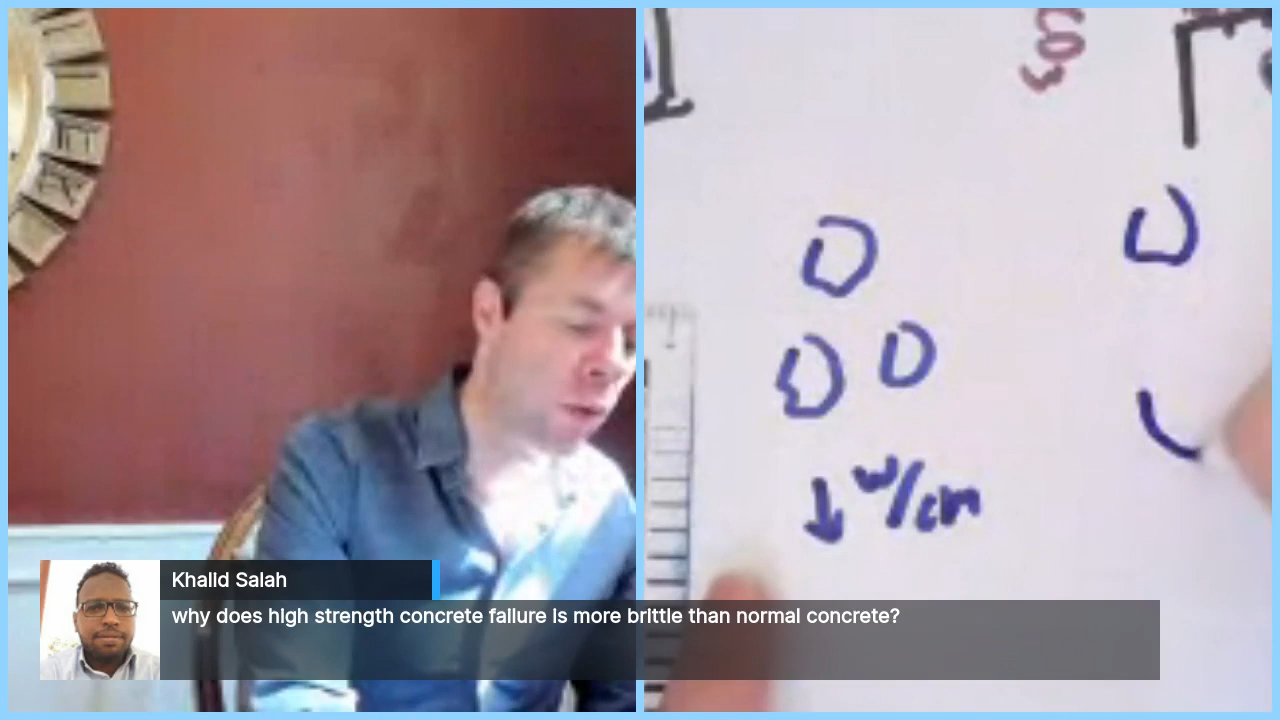 ↓ w/cm
Khalid Salah
why does high strength concrete failure is more brittle than normal concrete?